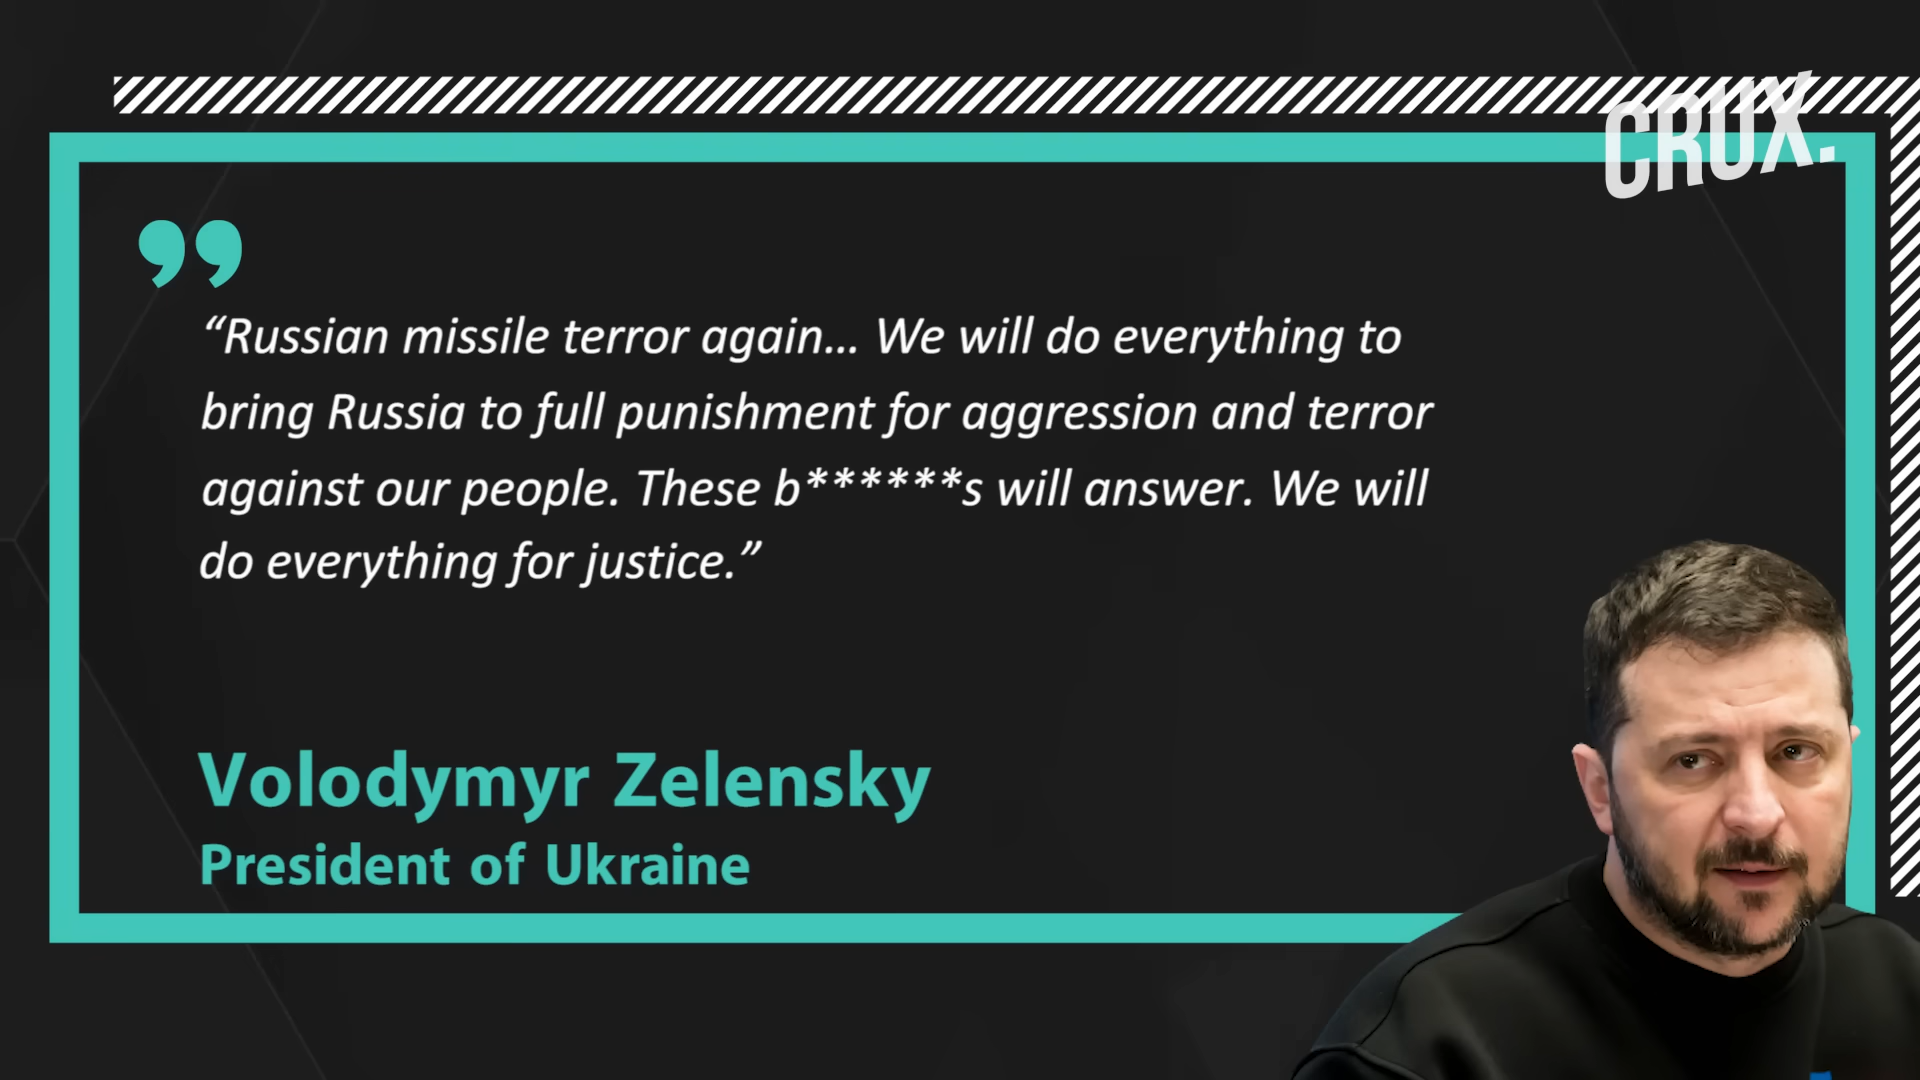 CRUX.
”
“Russian missile terror again... We will do everything to
bring Russia to full punishment for aggression and terror
against our people. These b******s will answer. We will
do everything for justice.”
Volodymyr Zelensky
President of Ukraine